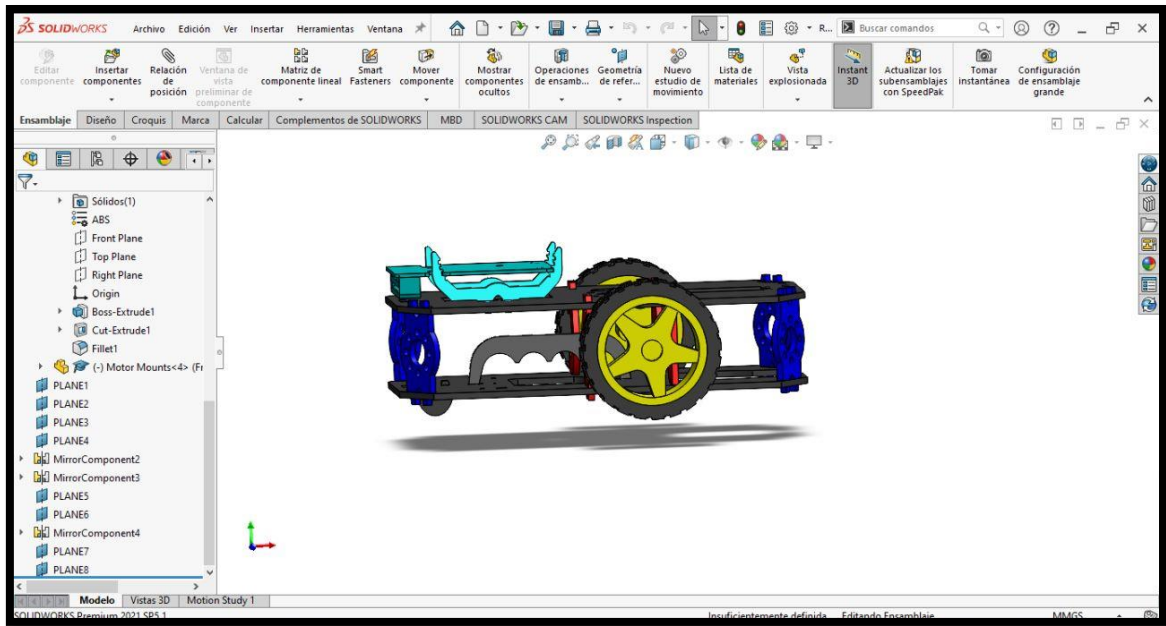 SOLIDWORKS Archivo Edición Ver Insertar Herramientas Ventana R... Buscar comandos
Editar componente
Insertar componentes
Relación de posición
Ventana de vista preliminar de componente
Matriz de componente lineal
Smart Fasteners
Mover componente
Mostrar componentes ocultos
Operaciones de ensamb...
Geometría de refer...
Nuevo estudio de movimiento
Lista de materiales
Vista explosionada
Instant 3D
Actualizar los subensamblajes con SpeedPak
Tomar instantánea
Configuración de ensamblaje grande
Ensamblaje Diseño Croquis Marca Calcular Complementos de SOLIDWORKS MBD SOLIDWORKS CAM SOLIDWORKS Inspection
Sólidos(1)
ABS
Front Plane
Top Plane
Right Plane
Origin
Boss-Extrude1
Cut-Extrude1
Fillet1
(-) Motor Mounts<4> (Fr
PLANE1
PLANE2
PLANE3
PLANE4
MirrorComponent2
MirrorComponent3
PLANE5
PLANE6
MirrorComponent4
PLANE7
PLANE8
Modelo Vistas 3D Motion Study 1
SOLIDWORKS Premium 2021 SP5.1 Insuficientemente definida Editando Ensamblaje MMGS